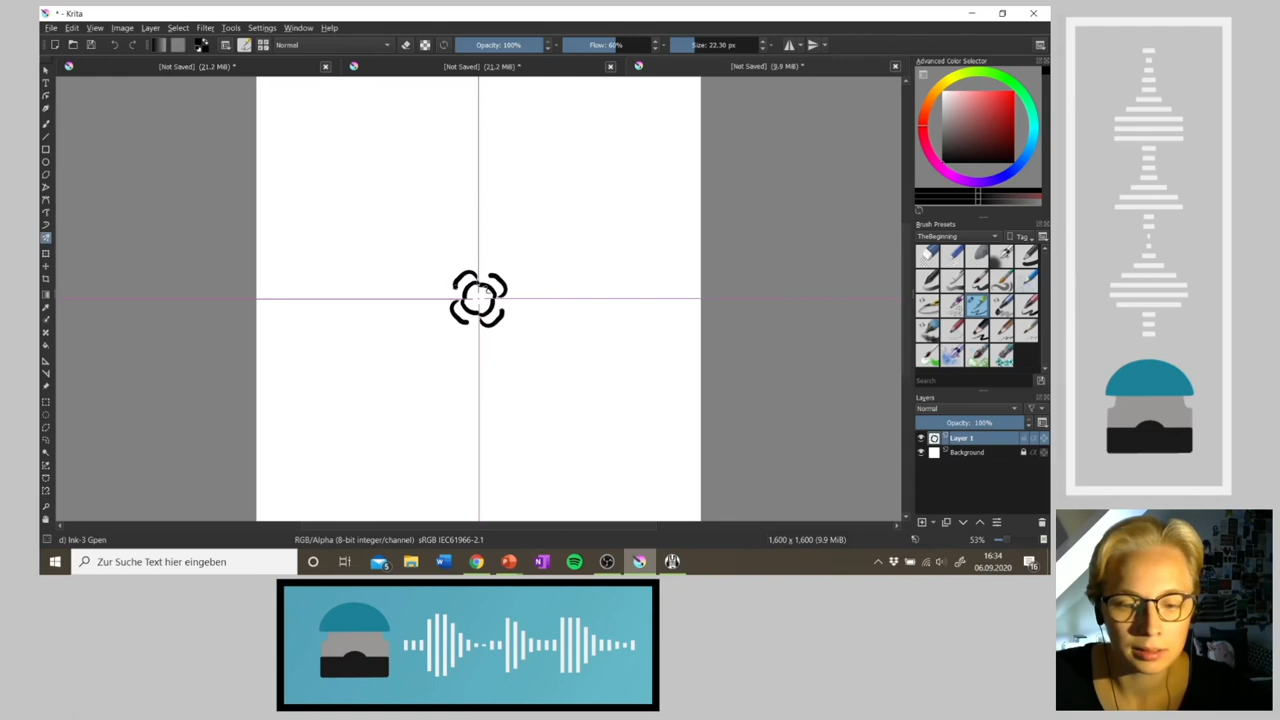 * - Krita
File Edit View Image Layer Select Filter Tools Settings Window Help
Normal Opacity: 100% Flow: 60% Size: 22.30 px
[Not Saved] (21.2 MiB) * [Not Saved] (21.2 MiB) * [Not Saved] (9.9 MiB) *
Advanced Color Selector
Brush Presets
TheBeginning Tag
Search
Layers
Normal
Opacity: 100%
Layer 1
Background
d) Ink-3 Gpen RGB/Alpha (8-bit integer/channel) sRGB IEC61966-2.1 1,600 x 1,600 (9.9 MiB) 53%
Zur Suche Text hier eingeben
5
16:34
06.09.2020
16